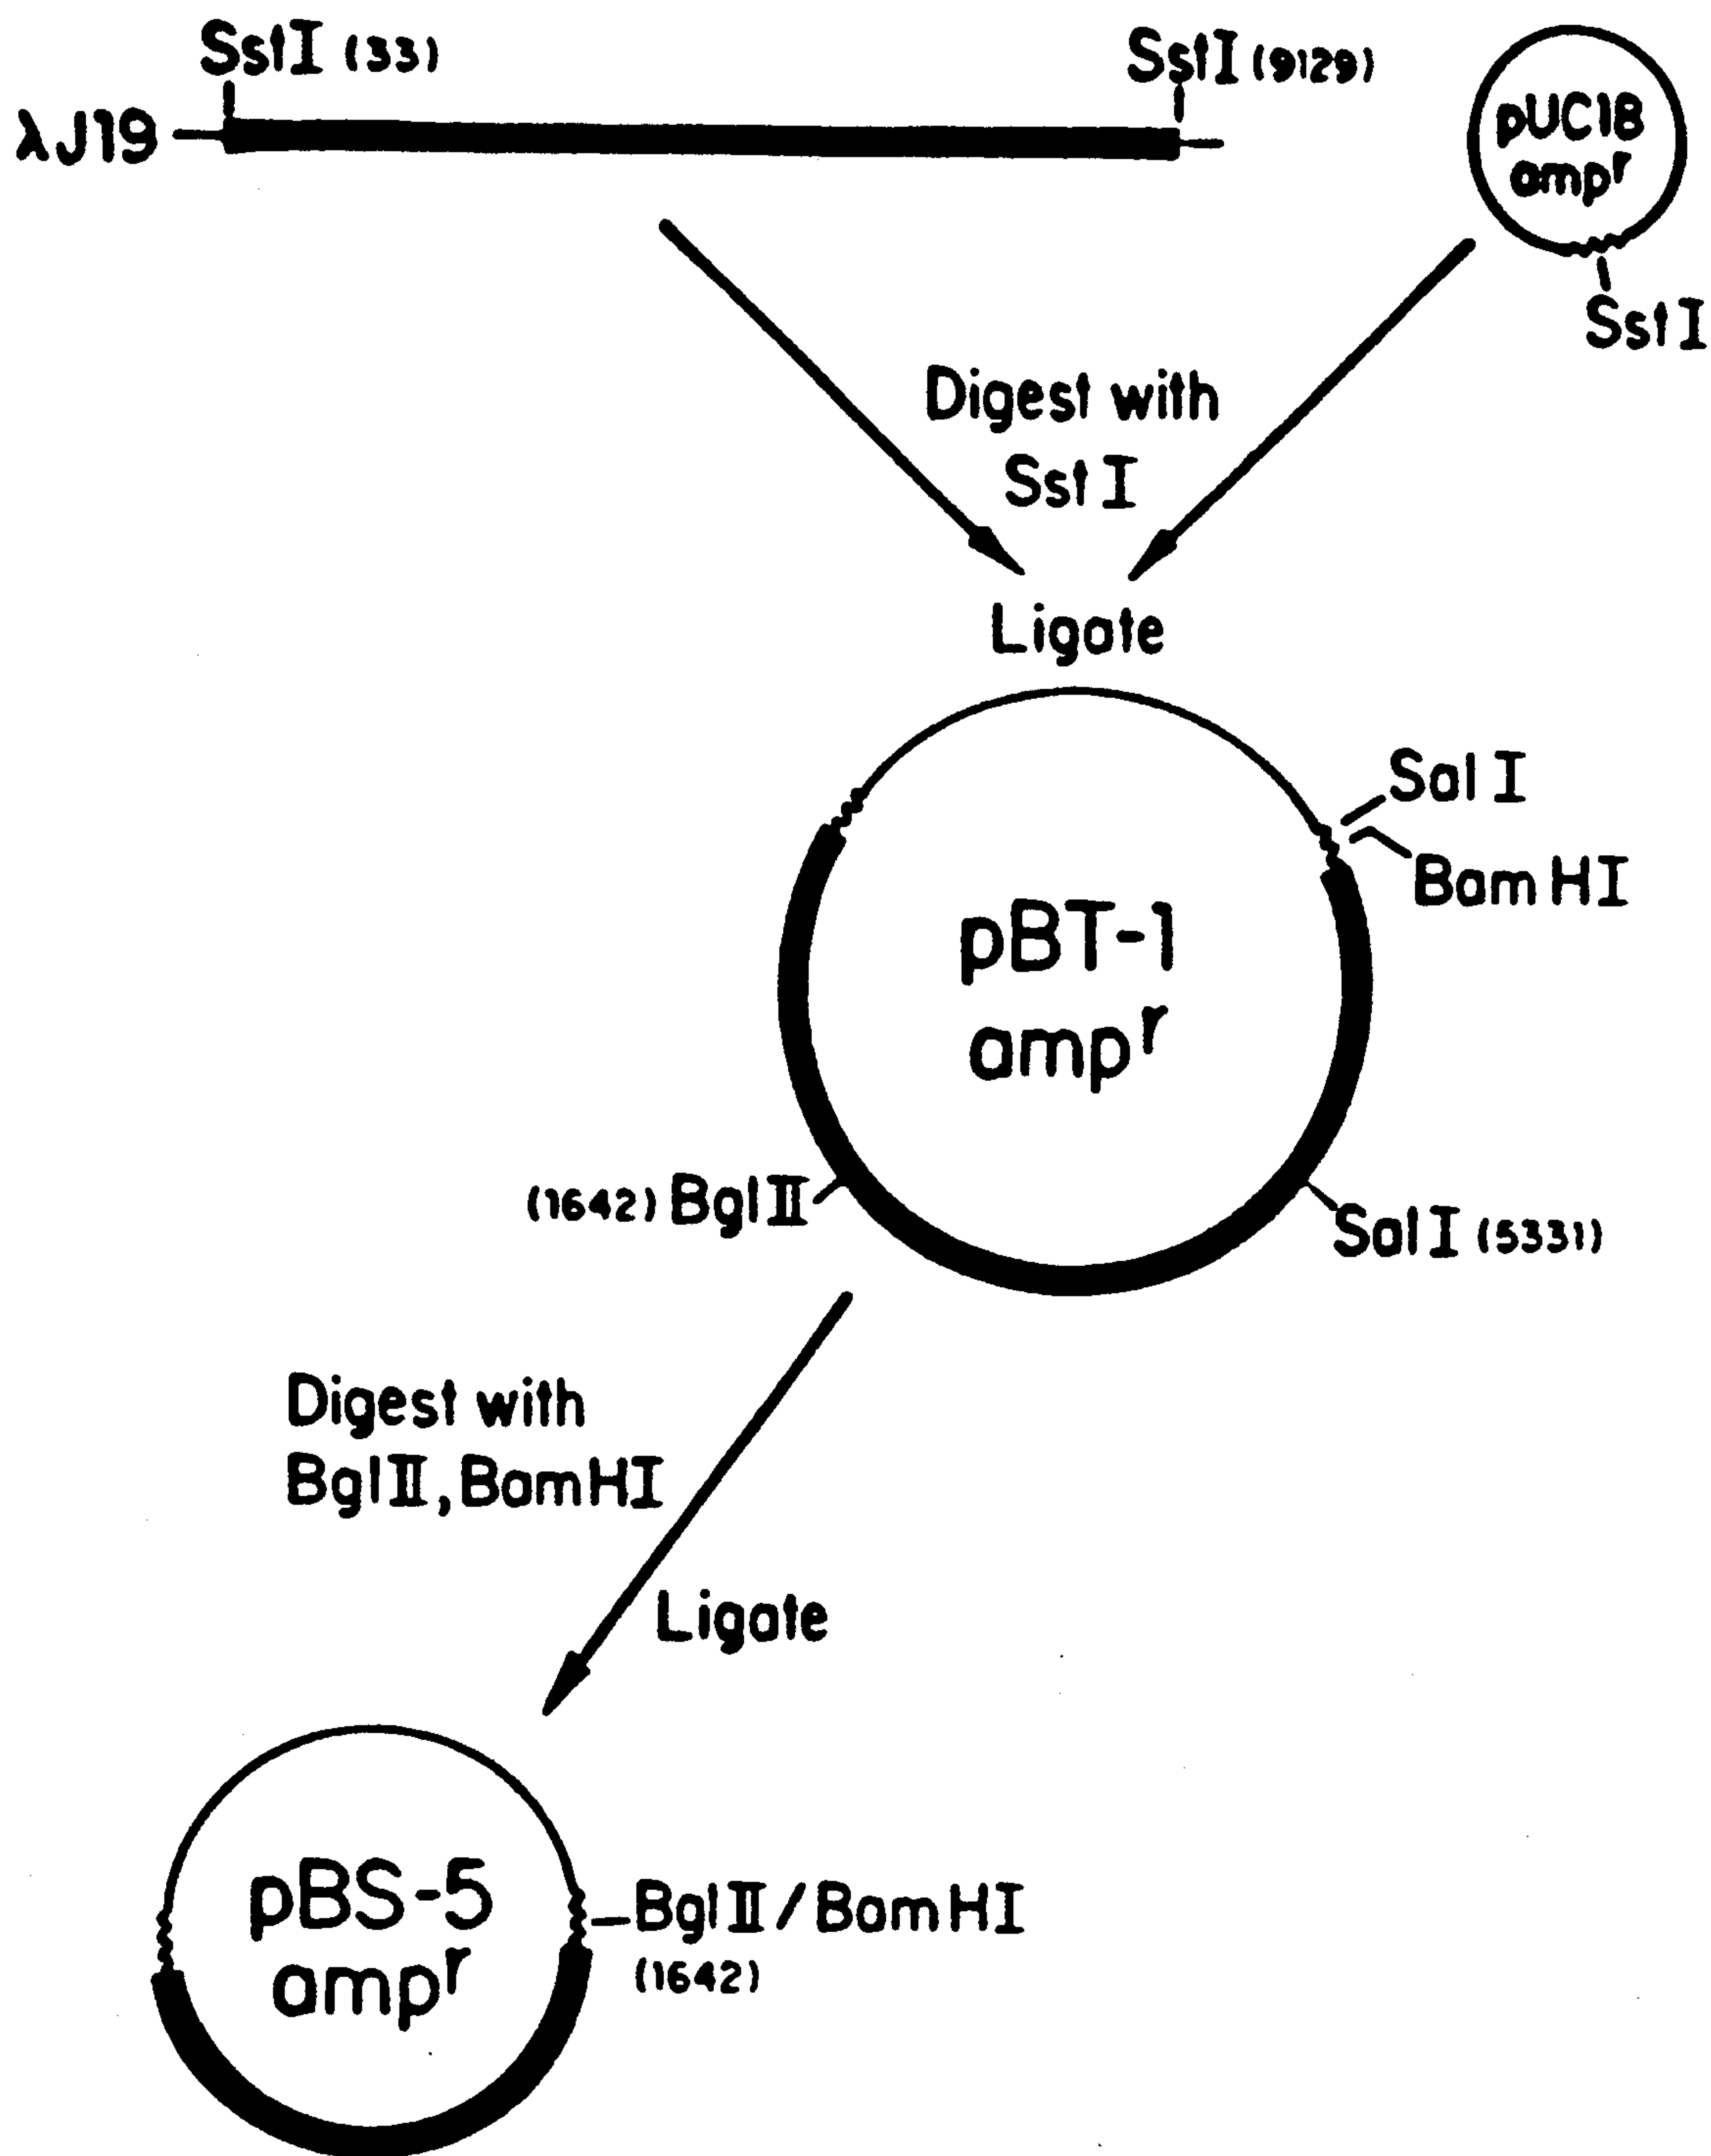 SstI (33)
SstI (9129)
λJ19
pUC18
ampʳ
SstI
Digest with
SstI
Ligate
SalI
BamHI
pBT-1
ampʳ
(1642) BglII
SalI (5331)
Digest with
BglII, BamHI
Ligate
pBS-5
ampʳ
BglII/BamHI
(1642)